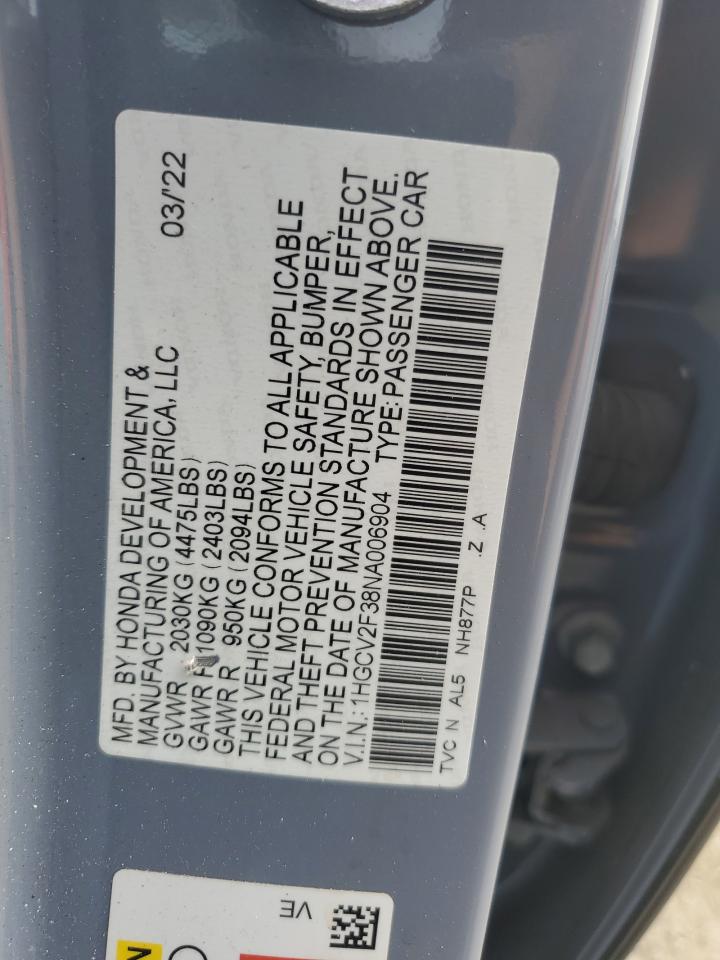 MFD. BY HONDA DEVELOPMENT & 03/'22
MANUFACTURING OF AMERICA, LLC
GVWR 2030KG (4475LBS)
GAWR F 1090KG (2403LBS)
GAWR R 950KG (2094LBS)
THIS VEHICLE CONFORMS TO ALL APPLICABLE
FEDERAL MOTOR VEHICLE SAFETY, BUMPER,
AND THEFT PREVENTION STANDARDS IN EFFECT
ON THE DATE OF MANUFACTURE SHOWN ABOVE.
V.I.N.: 1HGCV2F38NA006904 TYPE: PASSENGER CAR
TVC N AL5 NH877P .Z .A
VE
N